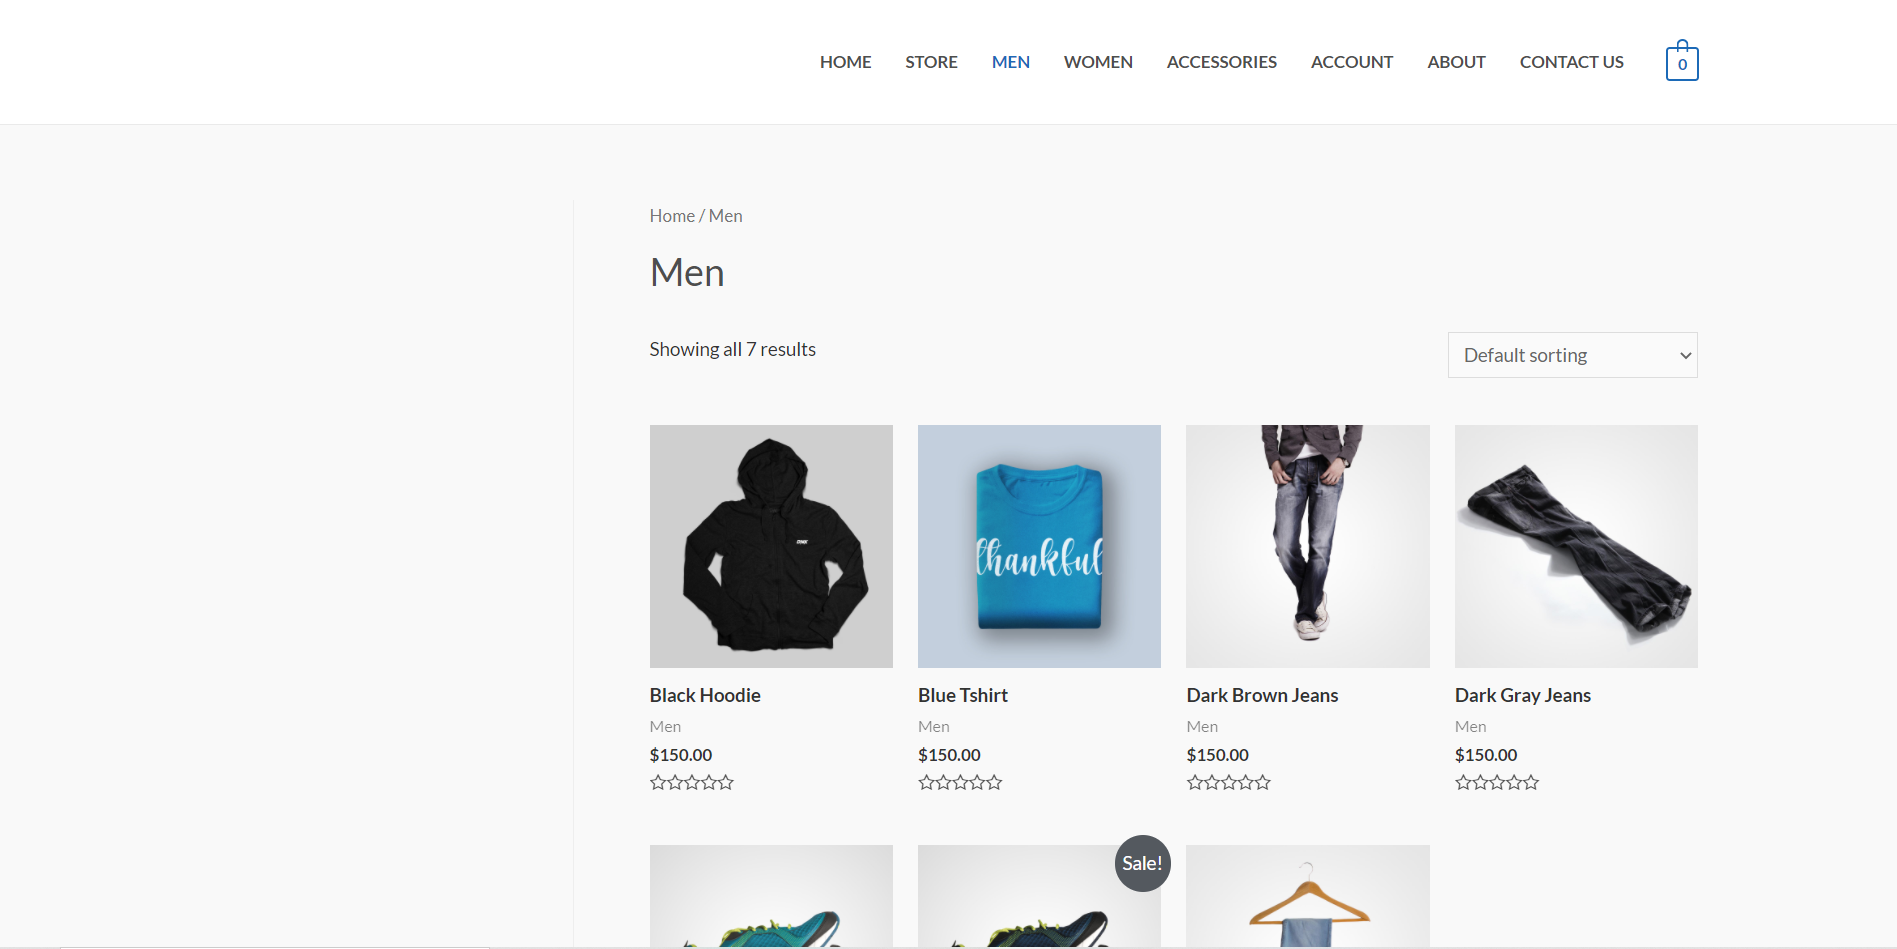 HOME STORE MEN WOMEN ACCESSORIES ACCOUNT ABOUT CONTACT US 0
Home / Men
Men
Showing all 7 results
Default sorting
thankful
Black Hoodie
Men
$150.00
Blue Tshirt
Men
$150.00
Dark Brown Jeans
Men
$150.00
Dark Gray Jeans
Men
$150.00
Sale!